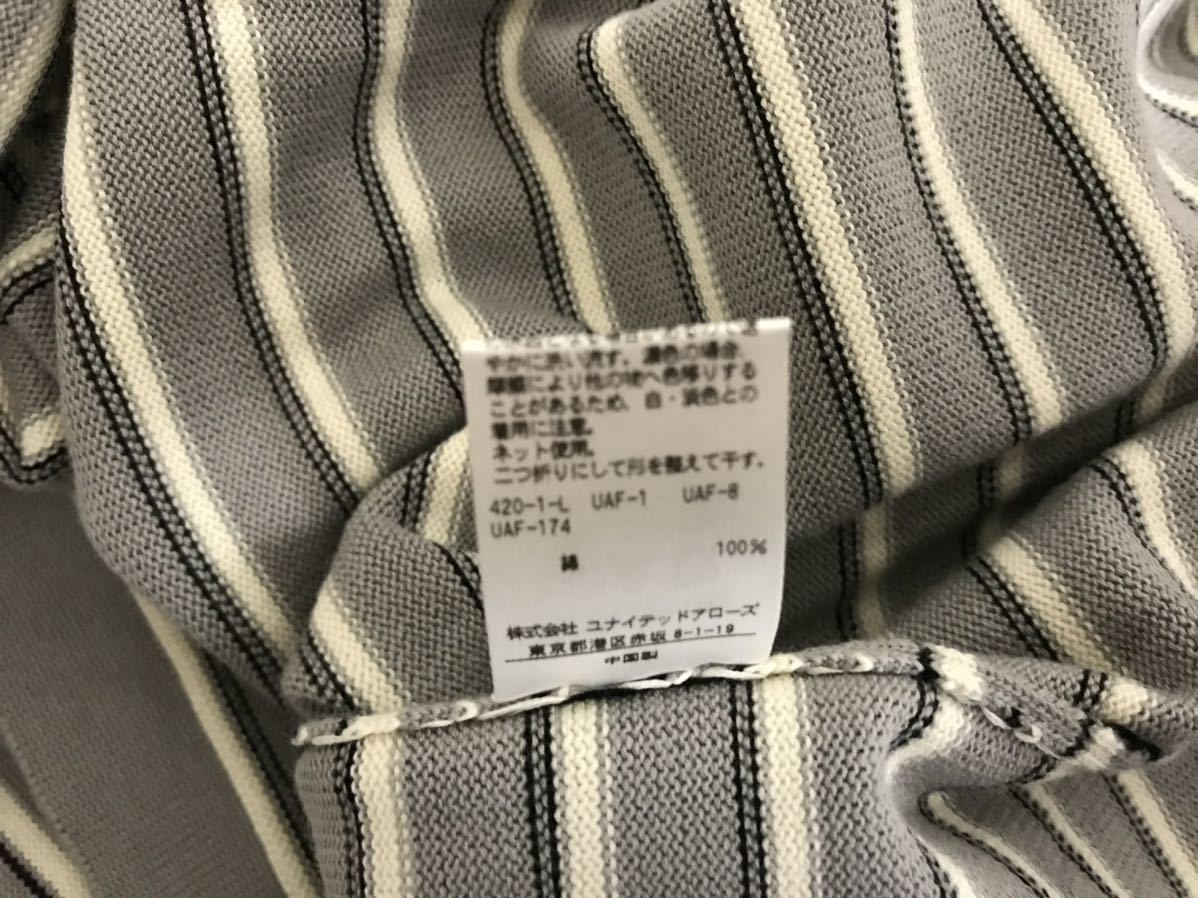 やかに洗い流す。濃色の場合、
摩擦により他の物へ色移りする
ことがあるため、白・淡色との
着用に注意。
ネット使用。
二つ折りにして形を整えて干す。
420-1-L UAF-1 UAF-8
UAF-174
綿 100%
株式会社 ユナイテッドアローズ
東京都港区赤坂 8-1-19
中国製